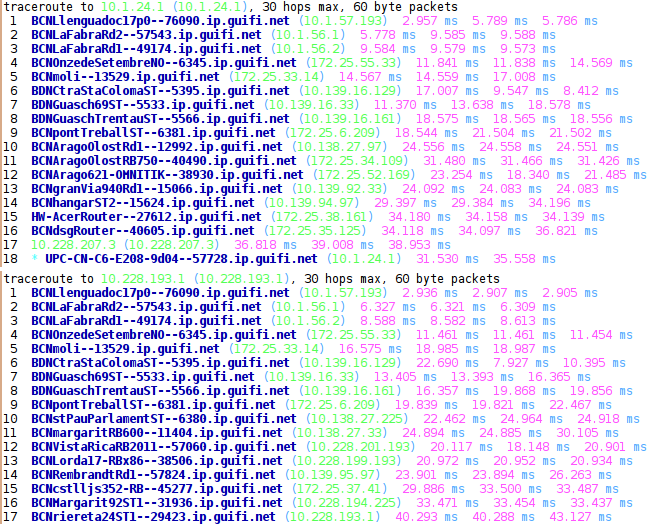 traceroute to 10.1.24.1 (10.1.24.1), 30 hops max, 60 byte packets
1 BCNLlenguadoc17p0--76090.ip.guifi.net (10.1.57.193) 2.957 ms 5.789 ms 5.786 ms
2 BCNLaFabraRd2--57543.ip.guifi.net (10.1.56.1) 5.778 ms 9.585 ms 9.588 ms
3 BCNLaFabraRd1--49174.ip.guifi.net (10.1.56.2) 9.584 ms 9.579 ms 9.573 ms
4 BCNOnzedeSetembreNO--6345.ip.guifi.net (172.25.55.33) 11.841 ms 11.838 ms 14.569 ms
5 BCNmoli--13529.ip.guifi.net (172.25.33.14) 14.567 ms 14.559 ms 17.008 ms
6 BDNCtraStaColomaST--5395.ip.guifi.net (10.139.16.129) 17.007 ms 9.547 ms 8.412 ms
7 BDNGuasch69ST--5533.ip.guifi.net (10.139.16.33) 11.370 ms 13.638 ms 18.578 ms
8 BDNGuaschTrentauST--5566.ip.guifi.net (10.139.16.161) 18.575 ms 18.565 ms 18.556 ms
9 BCNpontTreballST--6381.ip.guifi.net (172.25.6.209) 18.544 ms 21.504 ms 21.502 ms
10 BCNAragoOlostRd1--12992.ip.guifi.net (10.138.27.97) 24.556 ms 24.558 ms 24.551 ms
11 BCNAragoOlostRB750--40490.ip.guifi.net (172.25.34.109) 31.480 ms 31.466 ms 31.426 ms
12 BCNArago621-OMNITIK--38930.ip.guifi.net (172.25.52.169) 23.254 ms 18.340 ms 21.485 ms
13 BCNgranVia940Rd1--15066.ip.guifi.net (10.139.92.33) 24.092 ms 24.083 ms 24.083 ms
14 BCNhangarST2--15624.ip.guifi.net (10.139.94.97) 29.397 ms 29.384 ms 34.196 ms
15 HW-AcerRouter--27612.ip.guifi.net (172.25.38.161) 34.180 ms 34.158 ms 34.139 ms
16 BCNdsgRouter--40605.ip.guifi.net (172.25.35.125) 34.118 ms 34.097 ms 36.821 ms
17 10.228.207.3 (10.228.207.3) 36.818 ms 39.008 ms 38.953 ms
18 * UPC-CN-C6-E208-9d04--57728.ip.guifi.net (10.1.24.1) 31.530 ms 35.558 ms
traceroute to 10.228.193.1 (10.228.193.1), 30 hops max, 60 byte packets
1 BCNLlenguadoc17p0--76090.ip.guifi.net (10.1.57.193) 2.936 ms 2.907 ms 2.905 ms
2 BCNLaFabraRd2--57543.ip.guifi.net (10.1.56.1) 6.327 ms 6.321 ms 6.309 ms
3 BCNLaFabraRd1--49174.ip.guifi.net (10.1.56.2) 8.588 ms 8.582 ms 8.613 ms
4 BCNOnzedeSetembreNO--6345.ip.guifi.net (172.25.55.33) 11.461 ms 11.461 ms 11.454 ms
5 BCNmoli--13529.ip.guifi.net (172.25.33.14) 16.575 ms 18.985 ms 18.987 ms
6 BDNCtraStaColomaST--5395.ip.guifi.net (10.139.16.129) 22.690 ms 7.927 ms 10.395 ms
7 BDNGuasch69ST--5533.ip.guifi.net (10.139.16.33) 13.405 ms 13.393 ms 16.365 ms
8 BDNGuaschTrentauST--5566.ip.guifi.net (10.139.16.161) 16.357 ms 19.868 ms 19.856 ms
9 BCNpontTreballST--6381.ip.guifi.net (172.25.6.209) 19.839 ms 19.821 ms 22.467 ms
10 BCNstPauParlamentST--6380.ip.guifi.net (10.138.27.225) 22.462 ms 24.964 ms 24.918 ms
11 BCNmargaritRB600--11404.ip.guifi.net (10.138.27.33) 24.894 ms 24.885 ms 30.105 ms
12 BCNVistaRicaRB2011--57060.ip.guifi.net (10.228.201.193) 20.117 ms 18.148 ms 20.901 ms
13 BCNLorda17-RBx86--38506.ip.guifi.net (10.228.199.193) 20.972 ms 20.952 ms 20.934 ms
14 BCNRembrandtRd1--57824.ip.guifi.net (10.139.95.97) 23.901 ms 23.894 ms 26.263 ms
15 BCNcstlljs352-RB--45277.ip.guifi.net (172.25.37.41) 29.886 ms 33.500 ms 33.487 ms
16 BCNMargarit92ST1--31936.ip.guifi.net (10.228.194.225) 33.471 ms 33.454 ms 33.437 ms
17 BCNriereta24ST1--29423.ip.guifi.net (10.228.193.1) 40.293 ms 40.288 ms 43.127 ms